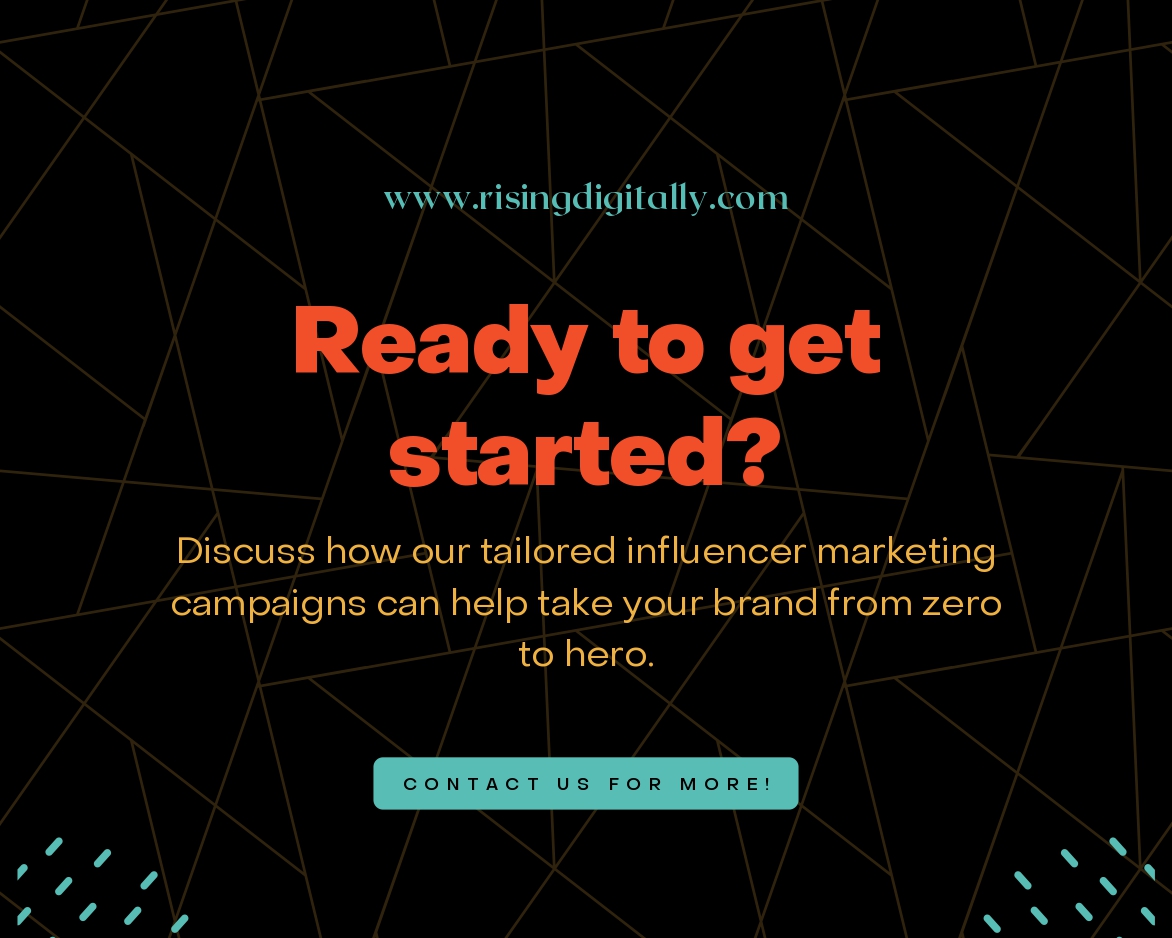 www.risingdigitally.com
Ready to get
started?
Discuss how our tailored influencer marketing
campaigns can help take your brand from zero
to hero.
CONTACT US FOR MORE!